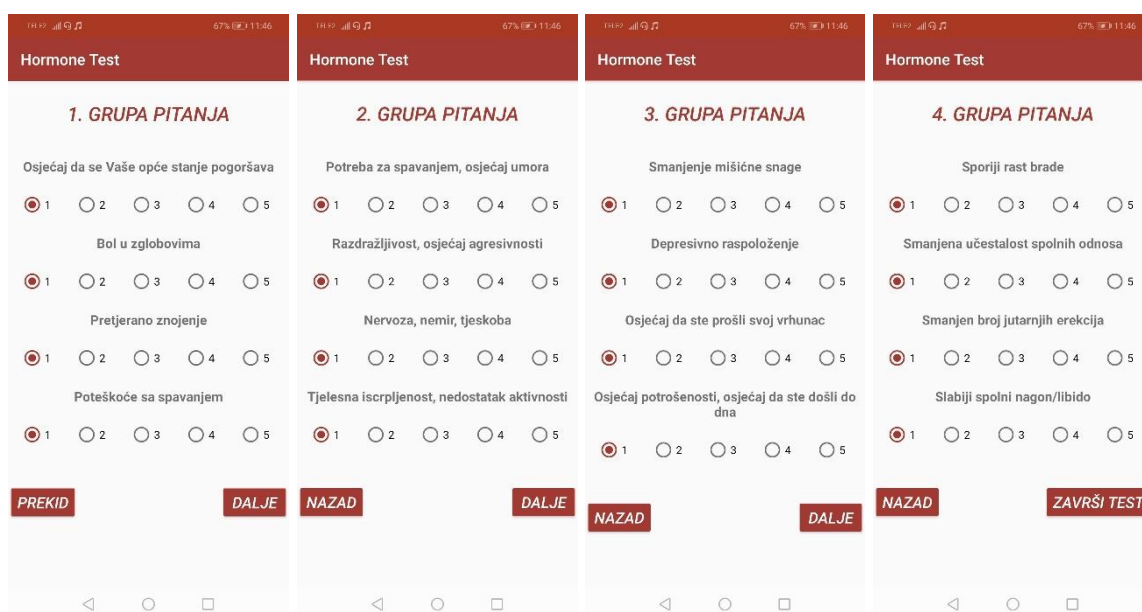 TELE2 67% 11:46
Hormone Test
1. GRUPA PITANJA
Osjećaj da se Vaše opće stanje pogoršava
1 2 3 4 5
Bol u zglobovima
1 2 3 4 5
Pretjerano znojenje
1 2 3 4 5
Poteškoće sa spavanjem
1 2 3 4 5
PREKID DALJE
TELE2 67% 11:46
Hormone Test
2. GRUPA PITANJA
Potreba za spavanjem, osjećaj umora
1 2 3 4 5
Razdražljivost, osjećaj agresivnosti
1 2 3 4 5
Nervoza, nemir, tjeskoba
1 2 3 4 5
Tjelesna iscrpljenost, nedostatak aktivnosti
1 2 3 4 5
NAZAD DALJE
TELE2 67% 11:46
Hormone Test
3. GRUPA PITANJA
Smanjenje mišićne snage
1 2 3 4 5
Depresivno raspoloženje
1 2 3 4 5
Osjećaj da ste prošli svoj vrhunac
1 2 3 4 5
Osjećaj potrošenosti, osjećaj da ste došli do
dna
1 2 3 4 5
NAZAD DALJE
TELE2 67% 11:46
Hormone Test
4. GRUPA PITANJA
Sporiji rast brade
1 2 3 4 5
Smanjena učestalost spolnih odnosa
1 2 3 4 5
Smanjen broj jutarnjih erekcija
1 2 3 4 5
Slabiji spolni nagon/libido
1 2 3 4 5
NAZAD ZAVRŠI TEST